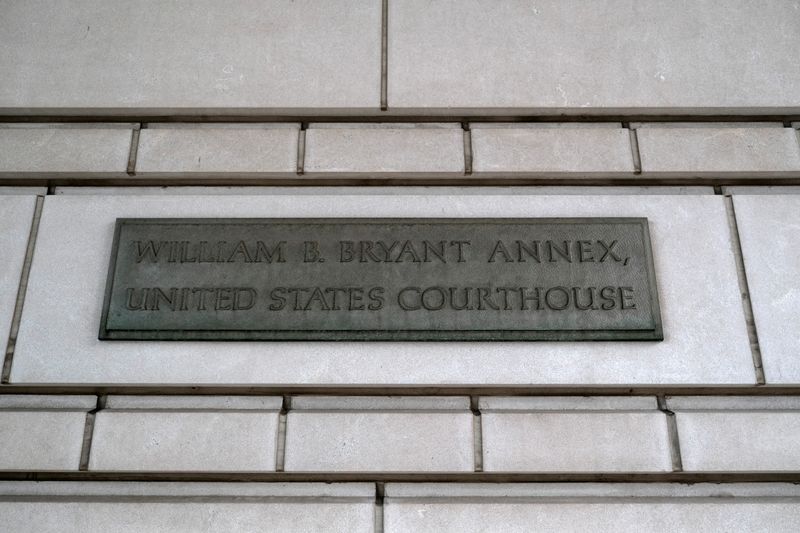 WILLIAM B. BRYANT ANNEX,
UNITED STATES COURTHOUSE